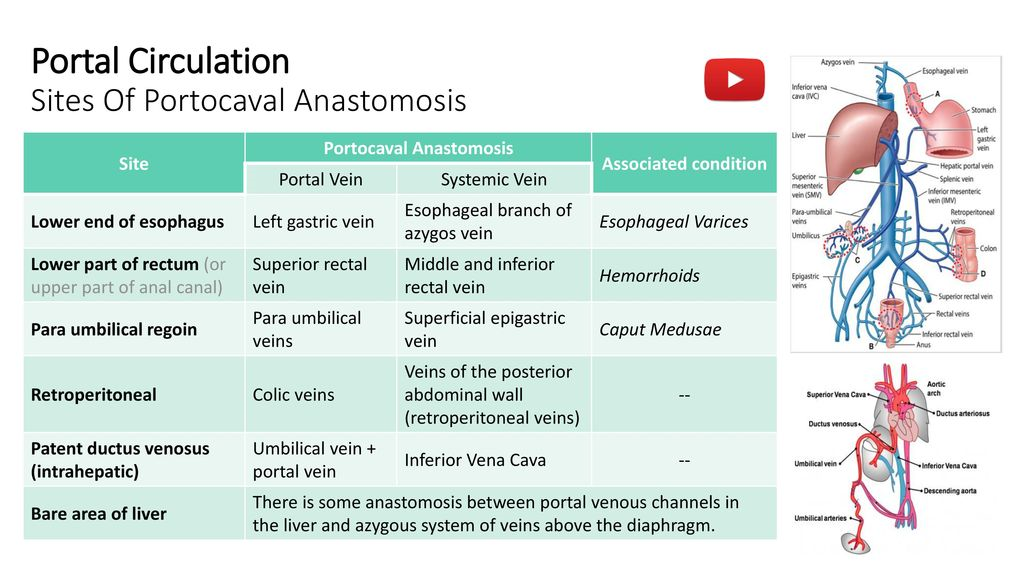 Portal Circulation
Sites Of Portocaval Anastomosis
Site
Portocaval Anastomosis
Associated condition
Portal Vein
Systemic Vein
Lower end of esophagus
Left gastric vein
Esophageal branch of
azygos vein
Esophageal Varices
Lower part of rectum (or
upper part of anal canal)
Superior rectal
vein
Middle and inferior
rectal vein
Hemorrhoids
Para umbilical regoin
Para umbilical
veins
Superficial epigastric
vein
Caput Medusae
Retroperitoneal
Colic veins
Veins of the posterior
abdominal wall
(retroperitoneal veins)
--
Patent ductus venosus
(intrahepatic)
Umbilical vein +
portal vein
Inferior Vena Cava
--
Bare area of liver
There is some anastomosis between portal venous channels in
the liver and azygous system of veins above the diaphragm.
Azygos vein
Esophageal vein
Inferior vena
cava (IVC)
A
Stomach
Liver
Left
gastric
vein
Hepatic portal vein
Superior
mesenteric
vein (SMV)
Splenic vein
Inferior mesenteric
vein (IMV)
Para-umbilical
veins
Retroperitoneal
veins
Umbilicus
Colon
C
D
Epigastric
veins
Superior rectal vein
Rectal veins
Inferior rectal vein
B
Anus
Superior Vena Cava
Aortic
arch
Ductus arteriosus
Ductus venosus
Umbilical vein
Inferior Vena Cava
Descending aorta
Umbilical arteries